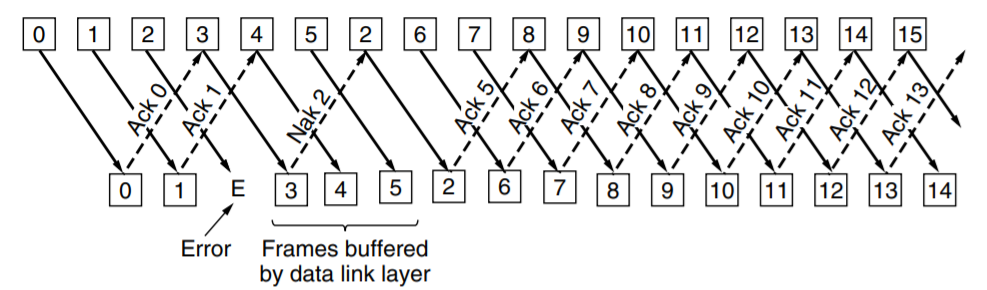 0 1 2 3 4 5 2 6 7 8 9 10 11 12 13 14 15
Ack 0 Ack 1 Nak 2 Ack 5 Ack 6 Ack 7 Ack 8 Ack 9 Ack 10 Ack 11 Ack 12 Ack 13
0 1 E 3 4 5 2 6 7 8 9 10 11 12 13 14
Error Frames buffered
by data link layer